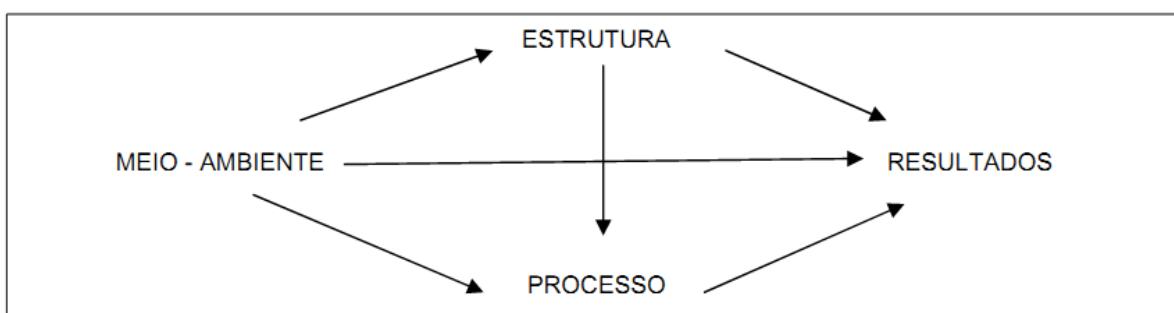 ESTRUTURA
MEIO - AMBIENTE
RESULTADOS
PROCESSO